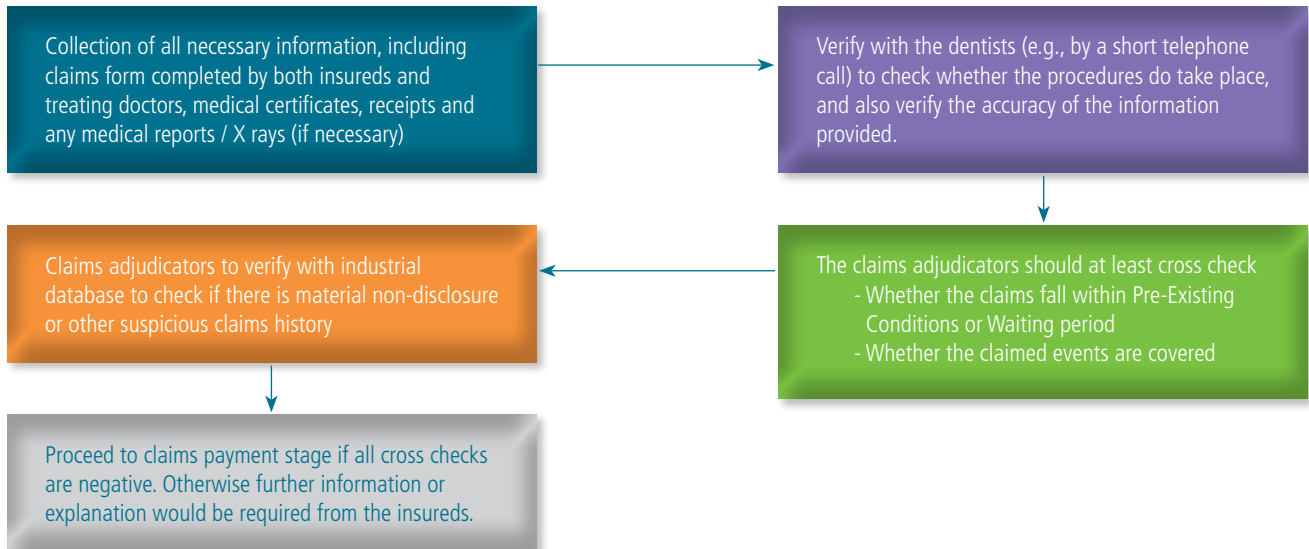 Collection of all necessary information, including
claims form completed by both insureds and
treating doctors, medical certificates, receipts and
any medical reports / X rays (if necessary)
Verify with the dentists (e.g., by a short telephone
call) to check whether the procedures do take place,
and also verify the accuracy of the information
provided.
The claims adjudicators should at least cross check
- Whether the claims fall within Pre-Existing
Conditions or Waiting period
- Whether the claimed events are covered
Claims adjudicators to verify with industrial
database to check if there is material non-disclosure
or other suspicious claims history
Proceed to claims payment stage if all cross checks
are negative. Otherwise further information or
explanation would be required from the insureds.